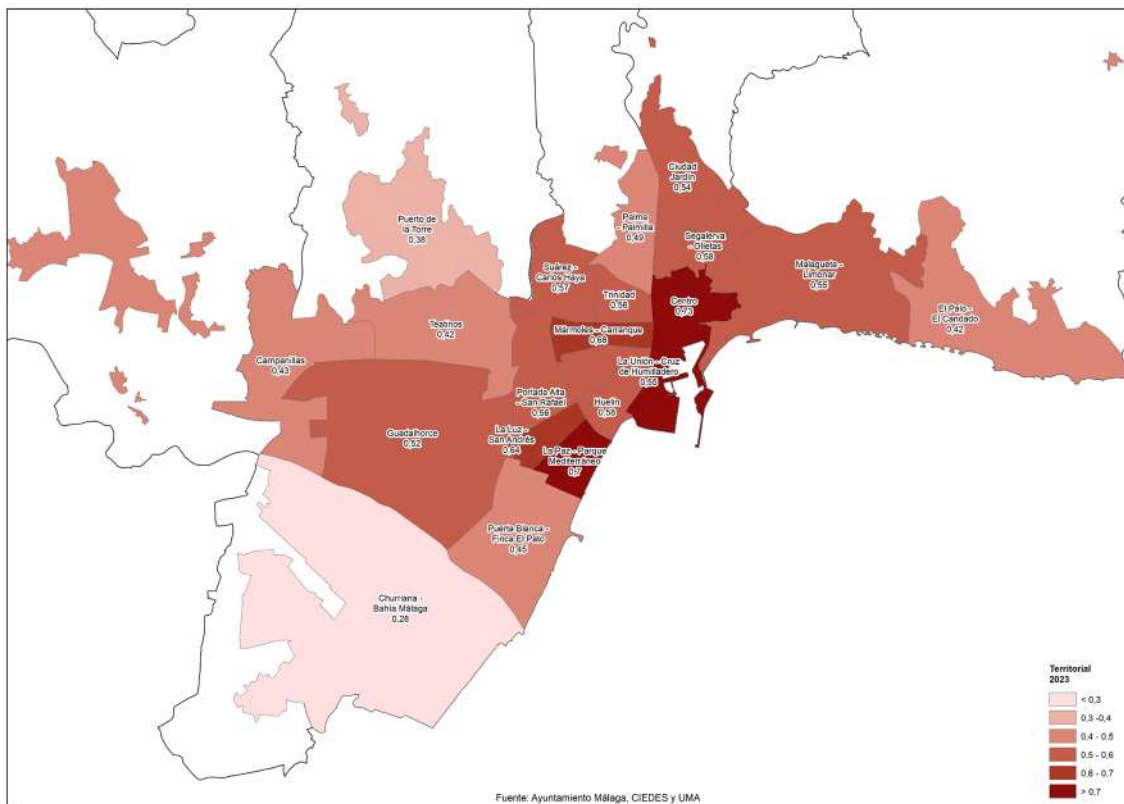 Ciudad
Jardín
0,54
Palma
- Palmilla
0,49
Puerto de
la Torre
0,38
Segalerva
- Olletas
0,58
Suárez -
Carlos Haya
0,57
Malagueta -
Limonar
0,55
Trinidad
0,56
Centro
0,73
El Palo -
El Candado
0,42
Teatinos
0,42
Mármoles - Carranque
0,68
Campanillas
0,43
La Unión - Cruz
de Humilladero
0,55
Portada Alta
- San Rafael
0,56
Huelin
0,58
Guadalhorce
0,52
La Luz -
San Andrés
0,64
La Paz - Parque
Mediterráneo
0,7
Puerta Blanca -
Finca El Pato
0,45
Churriana -
Bahía Málaga
0,28
Territorial
2023
< 0,3
0,3 -0,4
0,4 - 0,5
0,5 - 0,6
0,6 - 0,7
> 0,7
Fuente: Ayuntamiento Málaga, CIEDES y UMA